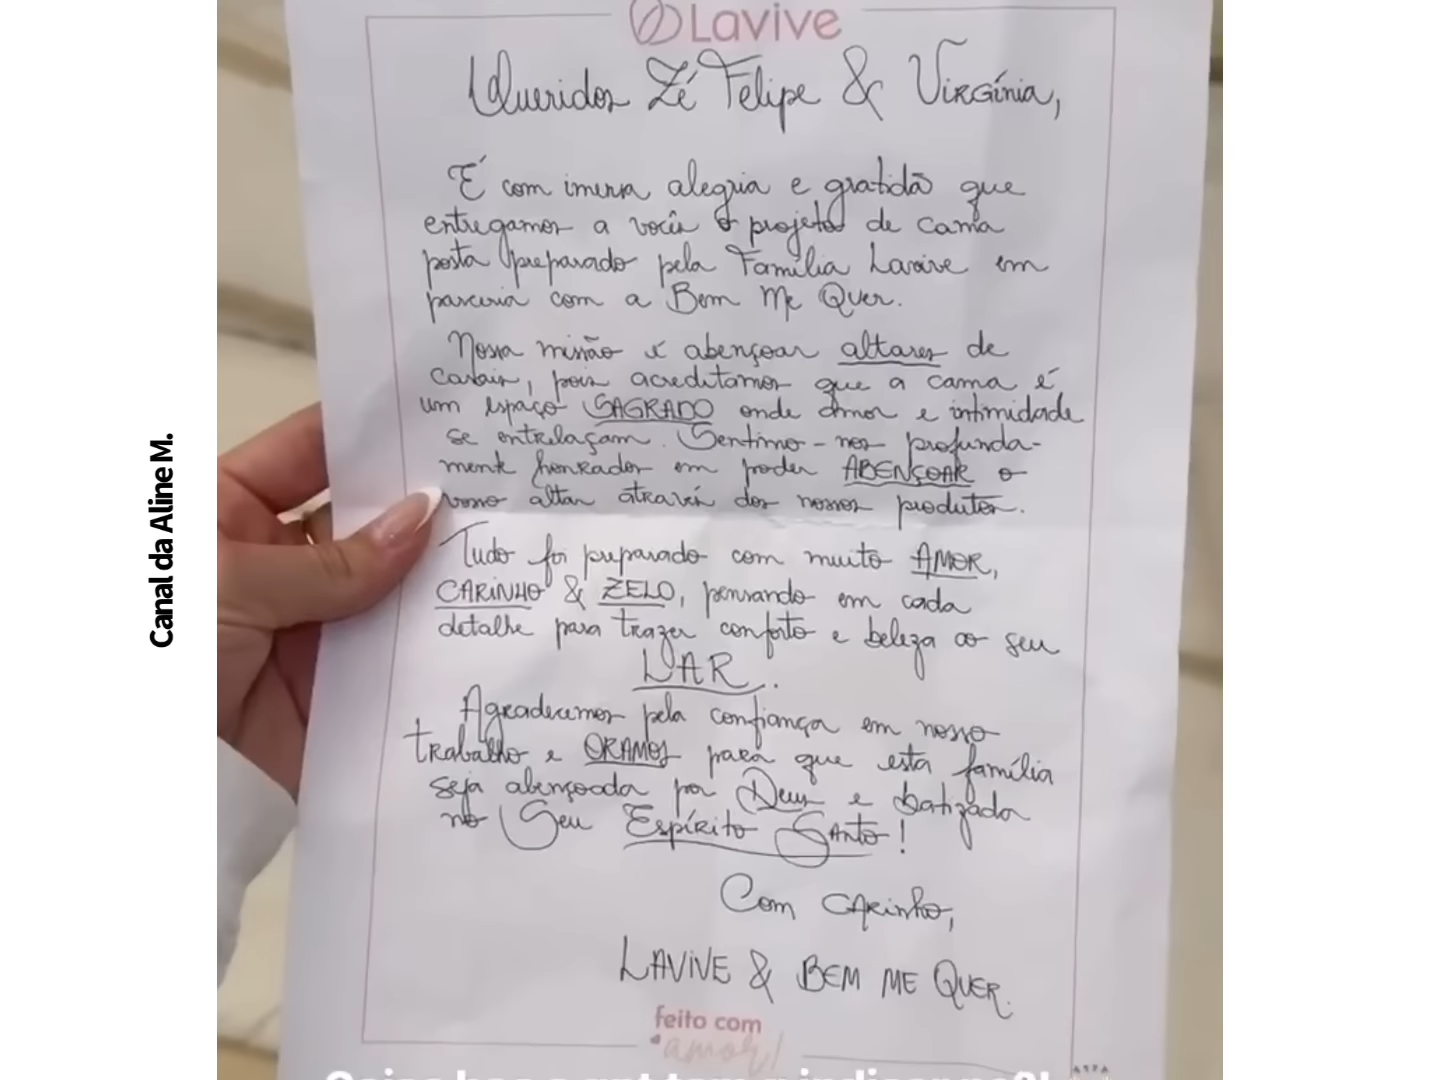 Lavive
Queridos Zé Felipe & Virgínia,
É com imensa alegria e gratidão que
entregamos a vocês o projeto de cama
posta preparado pela Família Lavive em
parceria com a Bem Me Quer.
Nossa missão é abençoar altares de
casais, pois acreditamos que a cama é
um espaço SAGRADO onde amor e intimidade
se entrelaçam. Sentimo-nos profunda-
mente honrados em poder ABENÇOAR o
vosso altar através dos nossos produtos.
Tudo foi preparado com muito AMOR,
CARINHO & ZELO, pensando em cada
detalhe para trazer conforto e beleza ao seu
LAR.
Agradecemos pela confiança em nosso
trabalho e ORAMOS para que esta família
seja abençoada por Deus e batizada
no Seu Espírito Santo!
Com carinho,
LAVIVE & BEM ME QUER.
feito com
amor!
Canal da Aline M.